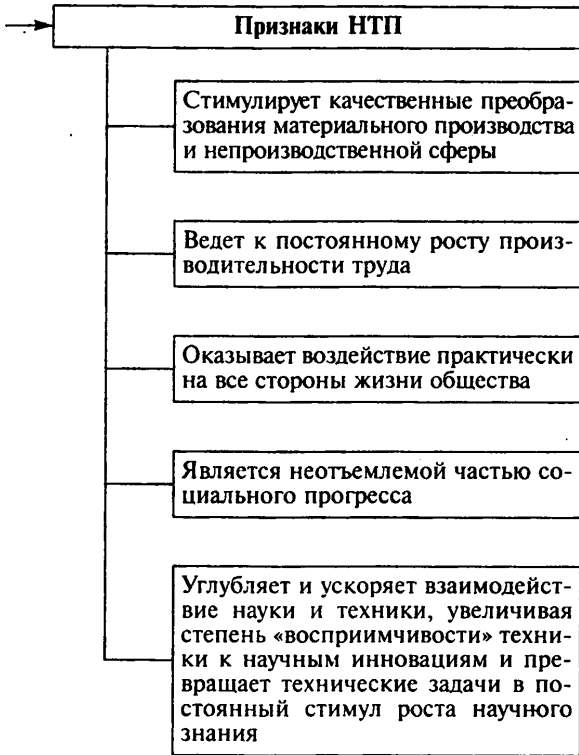 Признаки НТП
Стимулирует качественные преобра-
зования материального производства
и непроизводственной сферы
Ведет к постоянному росту произ-
водительности труда
Оказывает воздействие практически
на все стороны жизни общества
Является неотъемлемой частью со-
циального прогресса
Углубляет и ускоряет взаимодейст-
вие науки и техники, увеличивая
степень «восприимчивости» техни-
ки к научным инновациям и пре-
вращает технические задачи в по-
стоянный стимул роста научного
знания